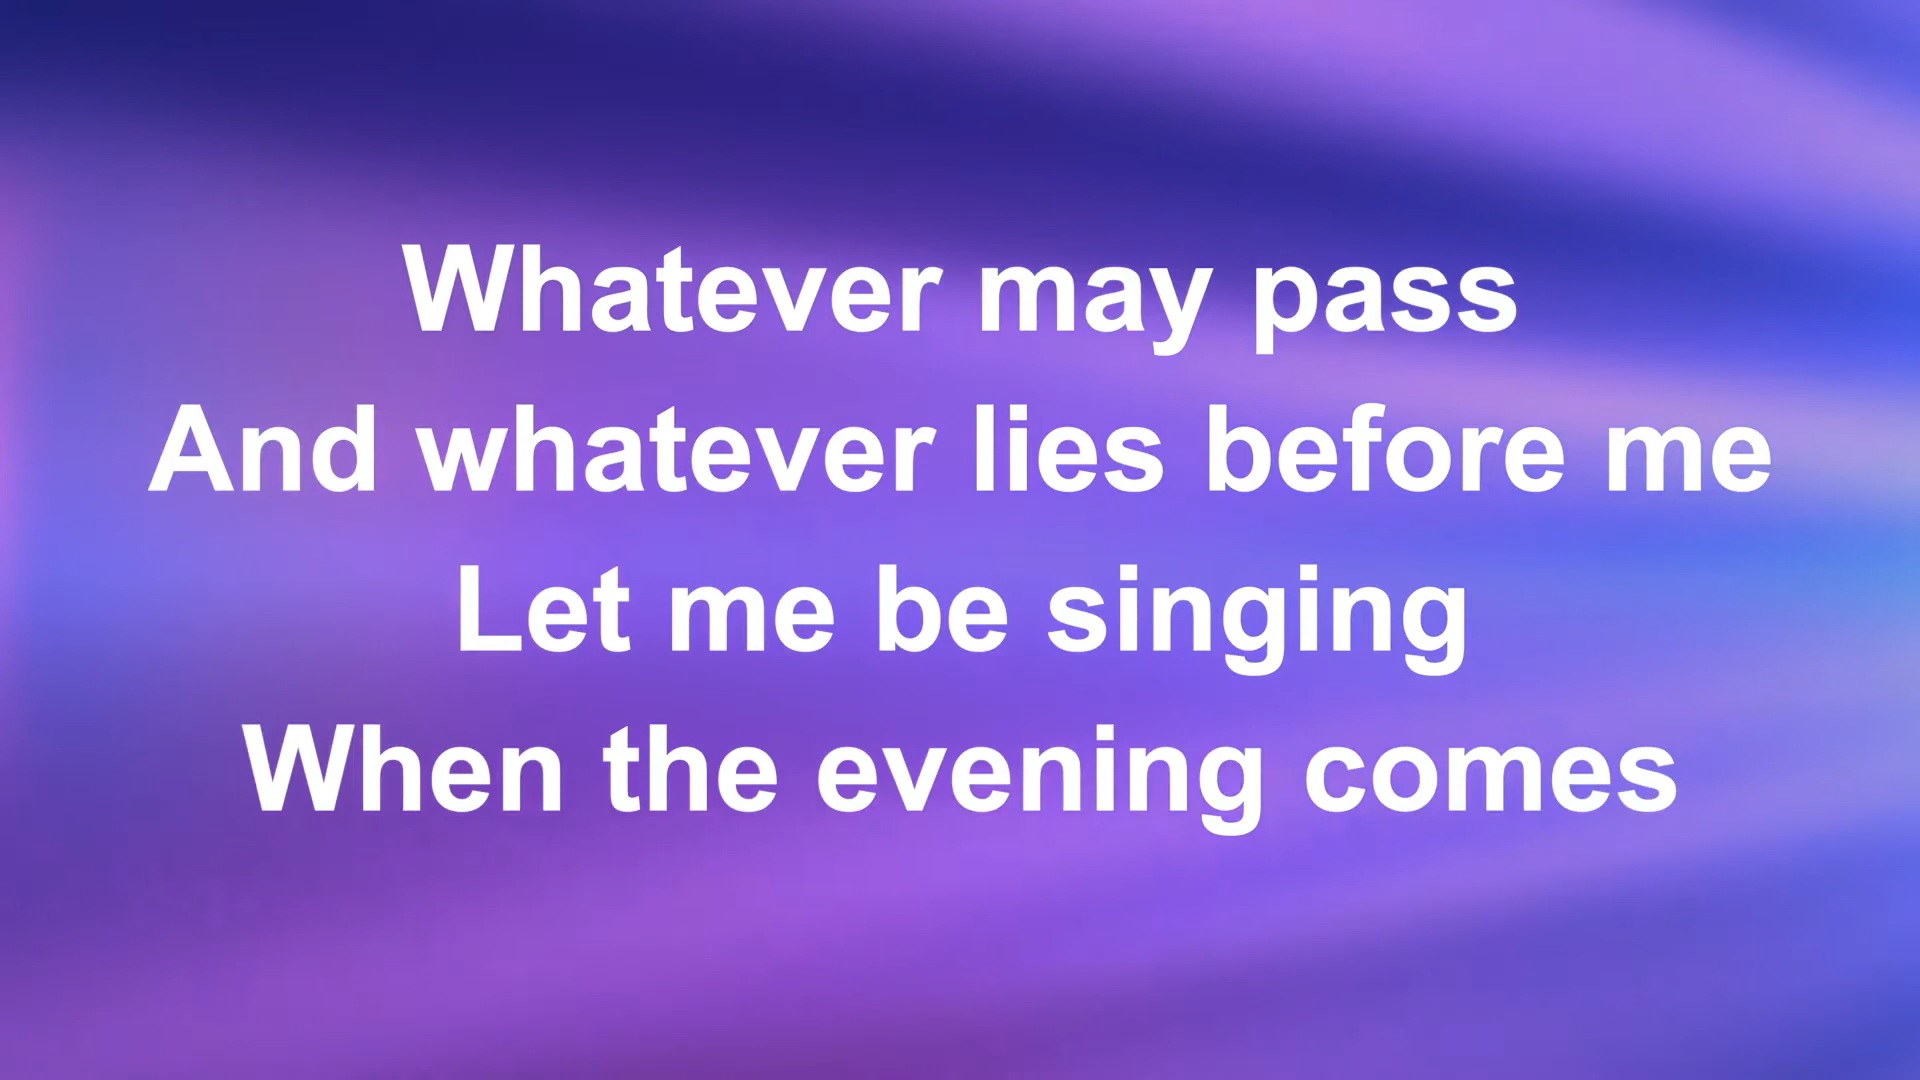 Whatever may pass
And whatever lies before me
Let me be singing
When the evening comes